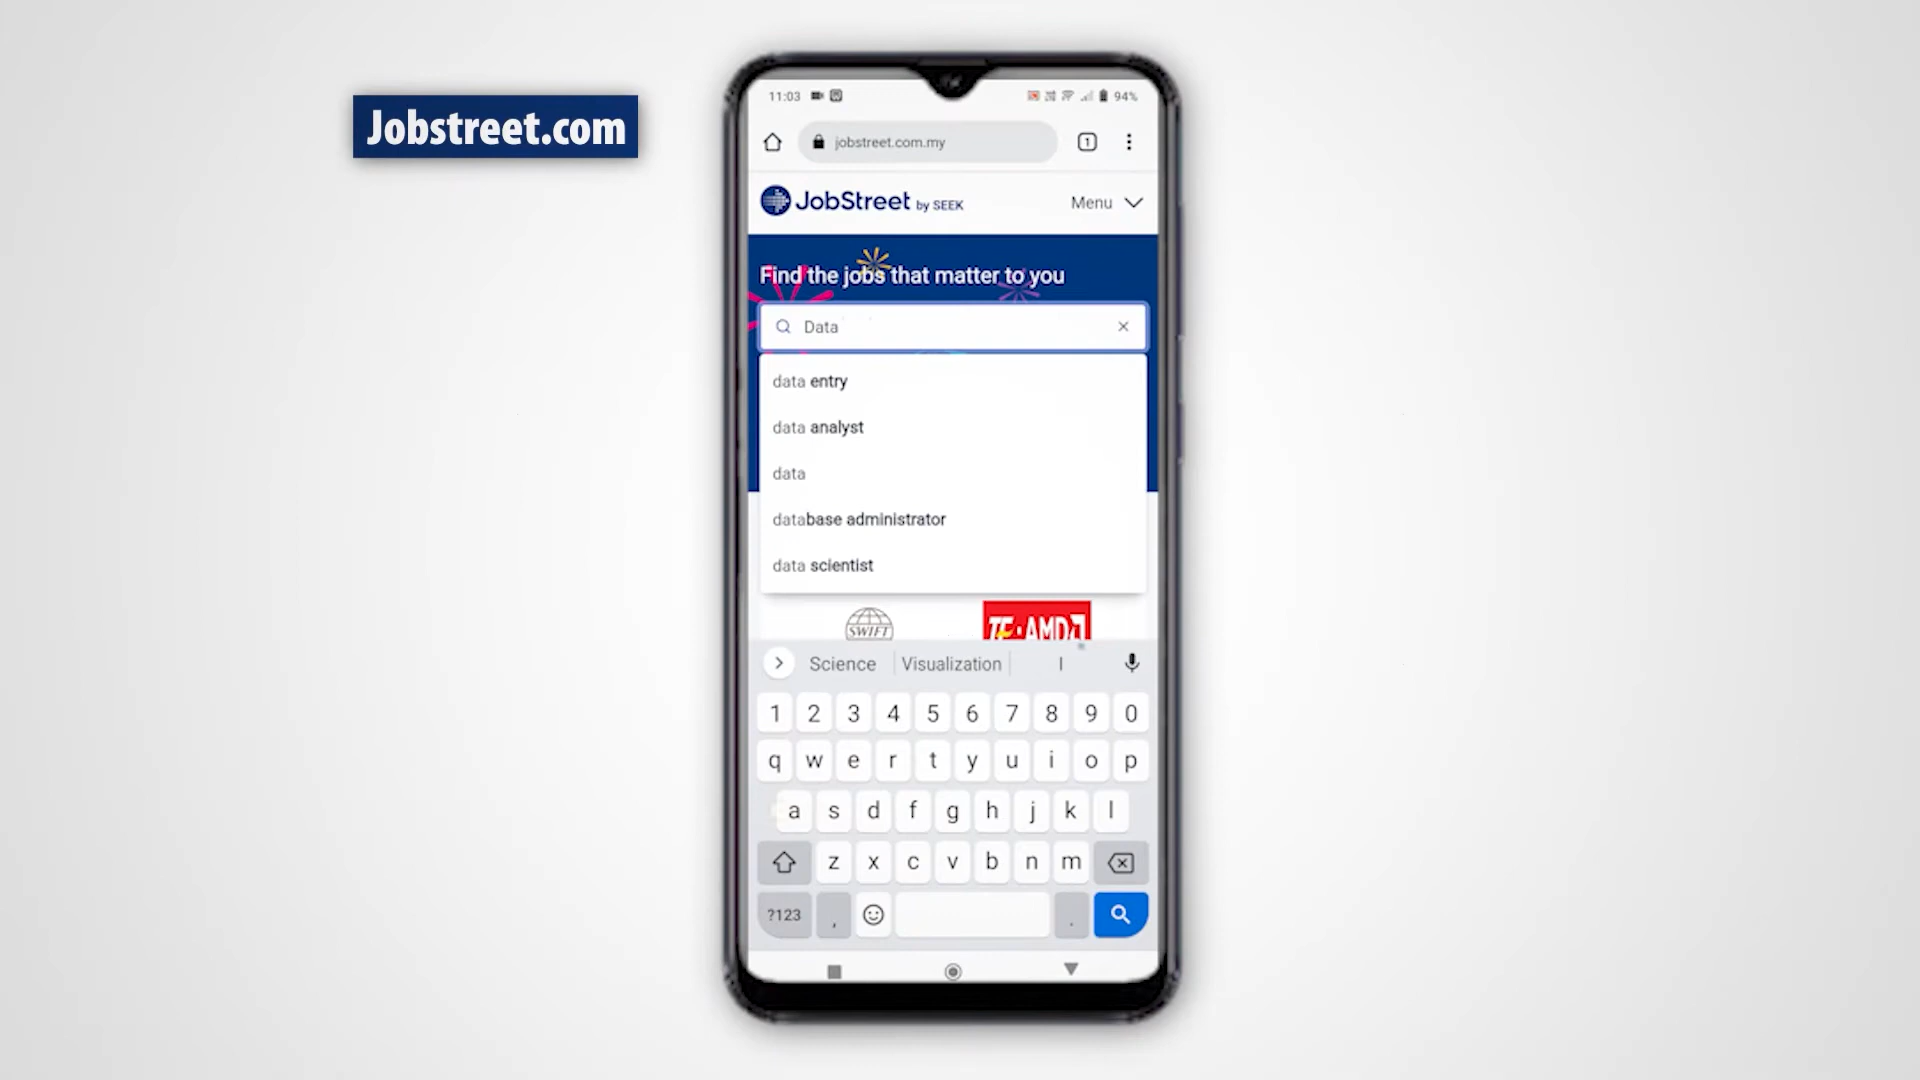 Jobstreet.com
11:03
94%
jobstreet.com.my
1
JobStreet by SEEK
Menu
Find the jobs that matter to you
Data
data entry
data analyst
data
database administrator
data scientist
SWIFT
Science Visualization I
1 2 3 4 5 6 7 8 9 0
q w e r t y u i o p
a s d f g h j k l
z x c v b n m
?123 , .